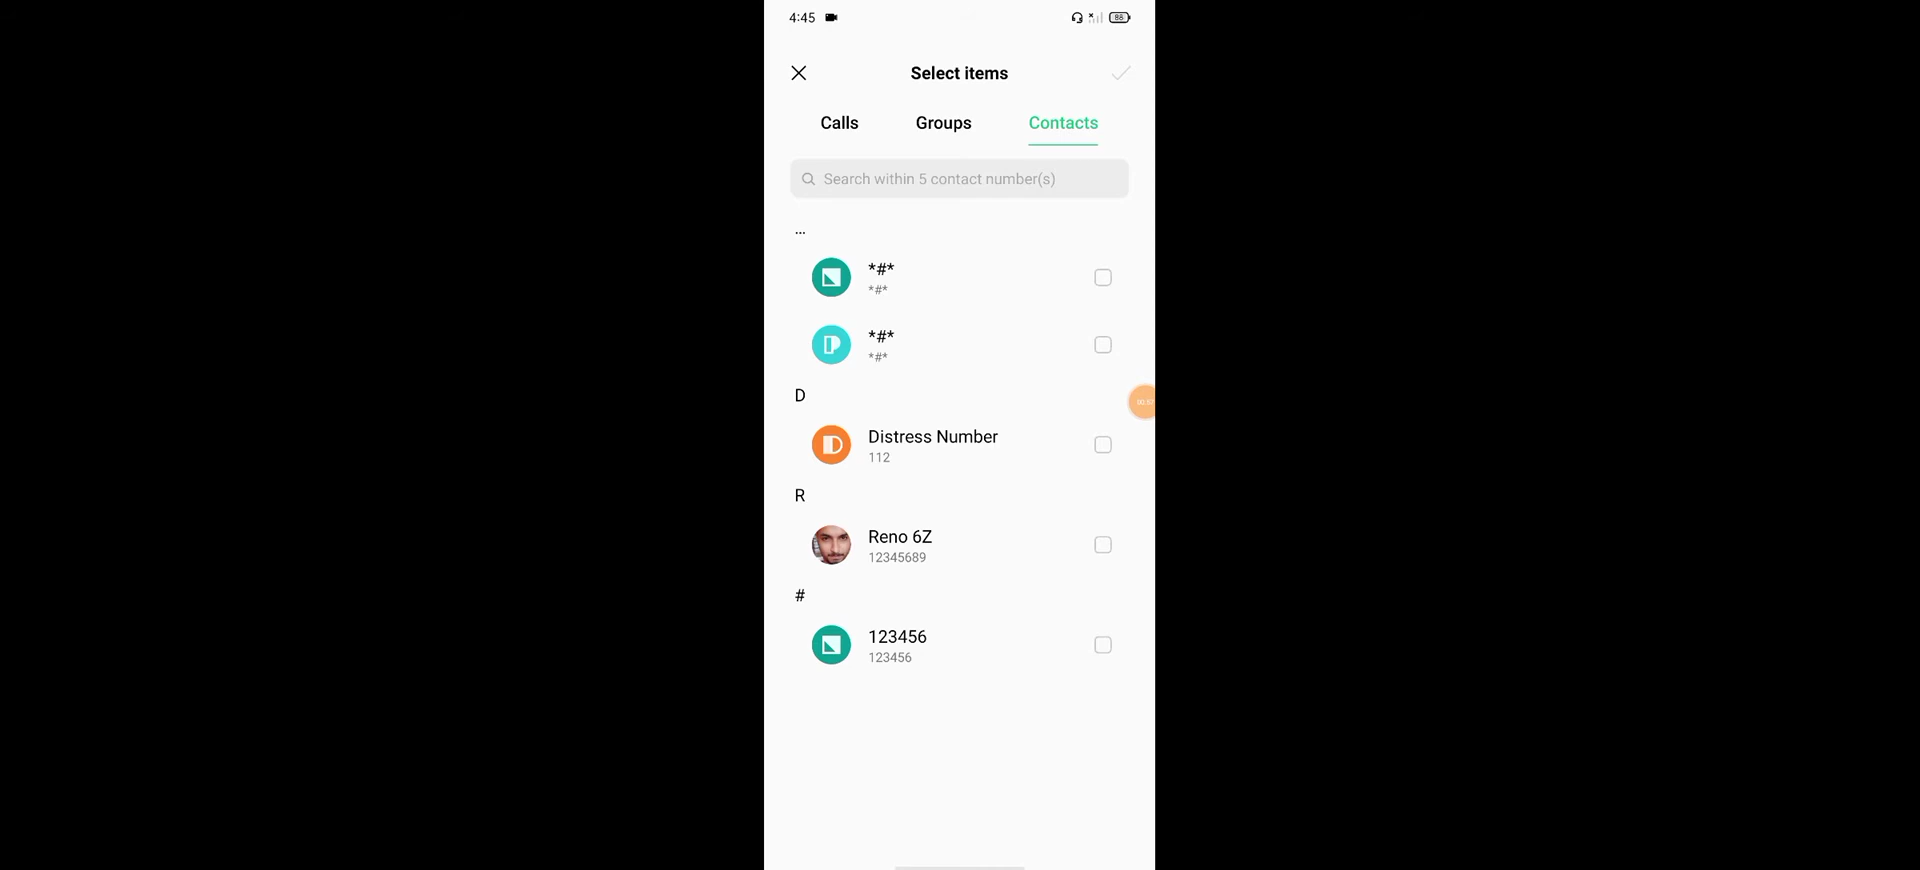 4:45
88
Select items
Calls
Groups
Contacts
Search within 5 contact number(s)
...
*#*
*#*
*#*
*#*
D
Distress Number
112
R
Reno 6Z
12345689
#
123456
123456